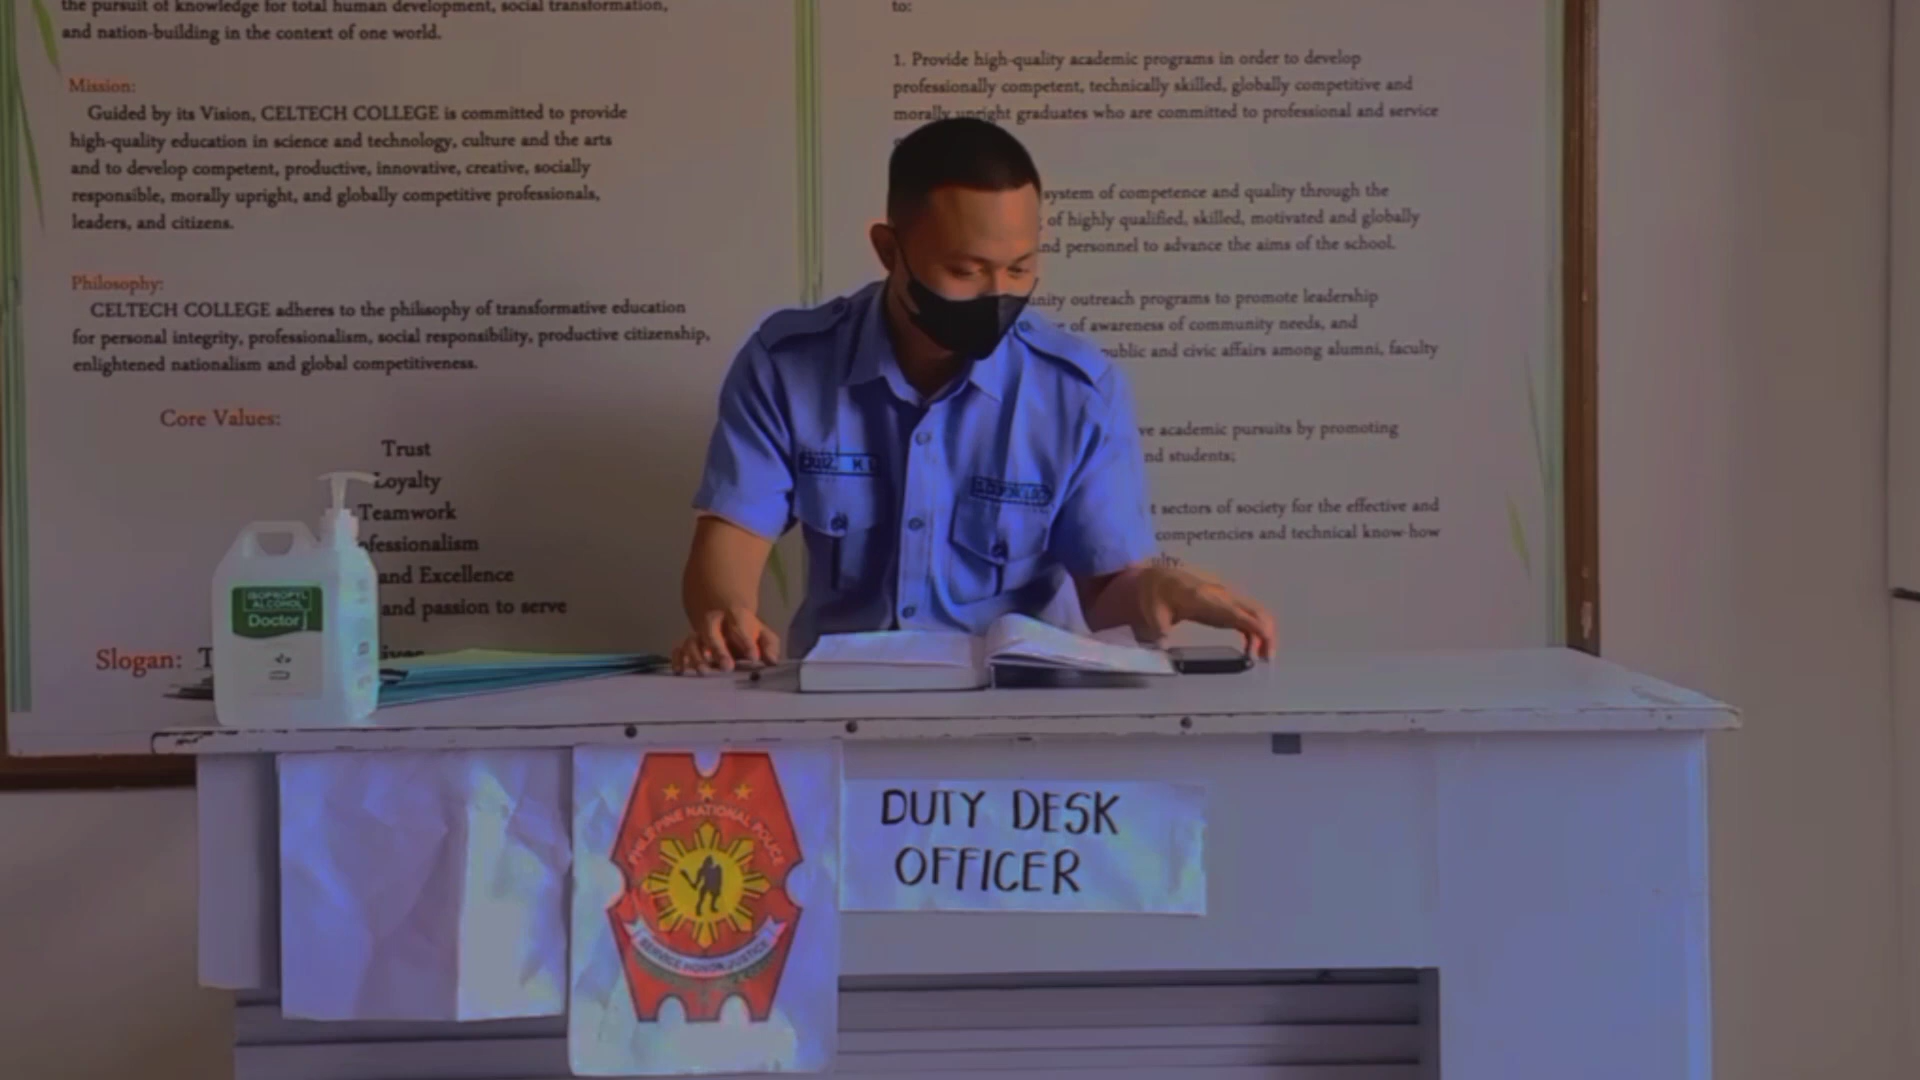 the pursuit of knowledge for total human development, social transformation,
and nation-building in the context of one world.
Mission:
Guided by its Vision, CELTECH COLLEGE is committed to provide
high-quality education in science and technology, culture and the arts
and to develop competent, productive, innovative, creative, socially
responsible, morally upright, and globally competitive professionals,
leaders, and citizens.
Philosophy:
CELTECH COLLEGE adheres to the philisophy of transformative education
for personal integrity, professionalism, social responsibility, productive citizenship,
enlightened nationalism and global competitiveness.
Core Values:
Trust
Loyalty
Teamwork
ofessionalism
and Excellence
and passion to serve
Slogan: T
to:
1. Provide high-quality academic programs in order to develop
professionally competent, technically skilled, globally competitive and
morally upright graduates who are committed to professional and service
system of competence and quality through the
of highly qualified, skilled, motivated and globally
nd personnel to advance the aims of the school.
unity outreach programs to promote leadership
of awareness of community needs, and
public and civic affairs among alumni, faculty
ve academic pursuits by promoting
nd students;
t sectors of society for the effective and
competencies and technical know-how
ISOPROPYL
ALCOHOL
Doctor
PHILIPPINE NATIONAL POLICE
SERVICE HONOR JUSTICE
DUTY DESK
OFFICER